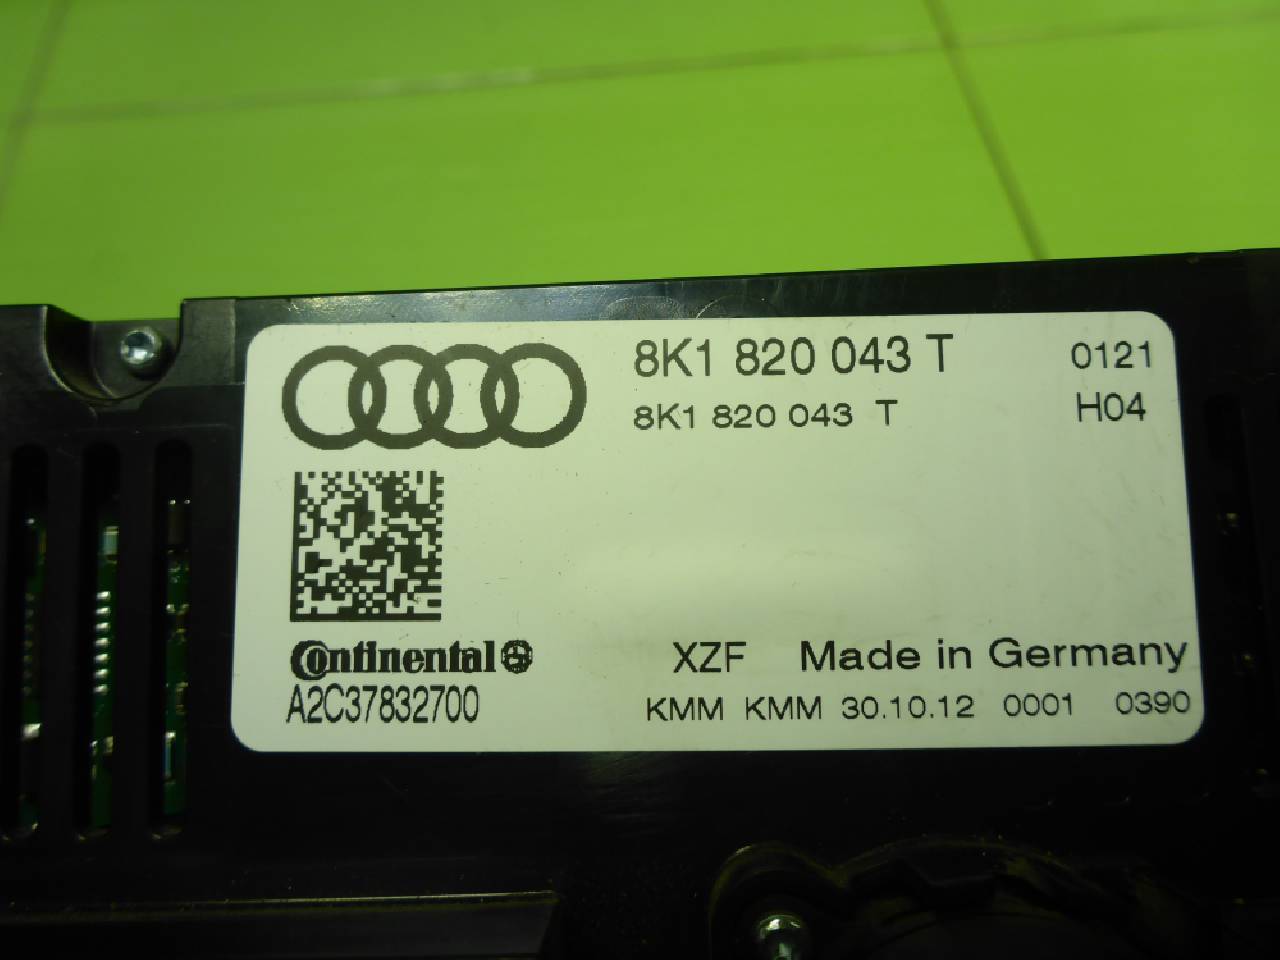 8K1 820 043 T 0121
8K1 820 043 T H04
Continental
A2C37832700
XZF Made in Germany
KMM KMM 30.10.12 0001 0390